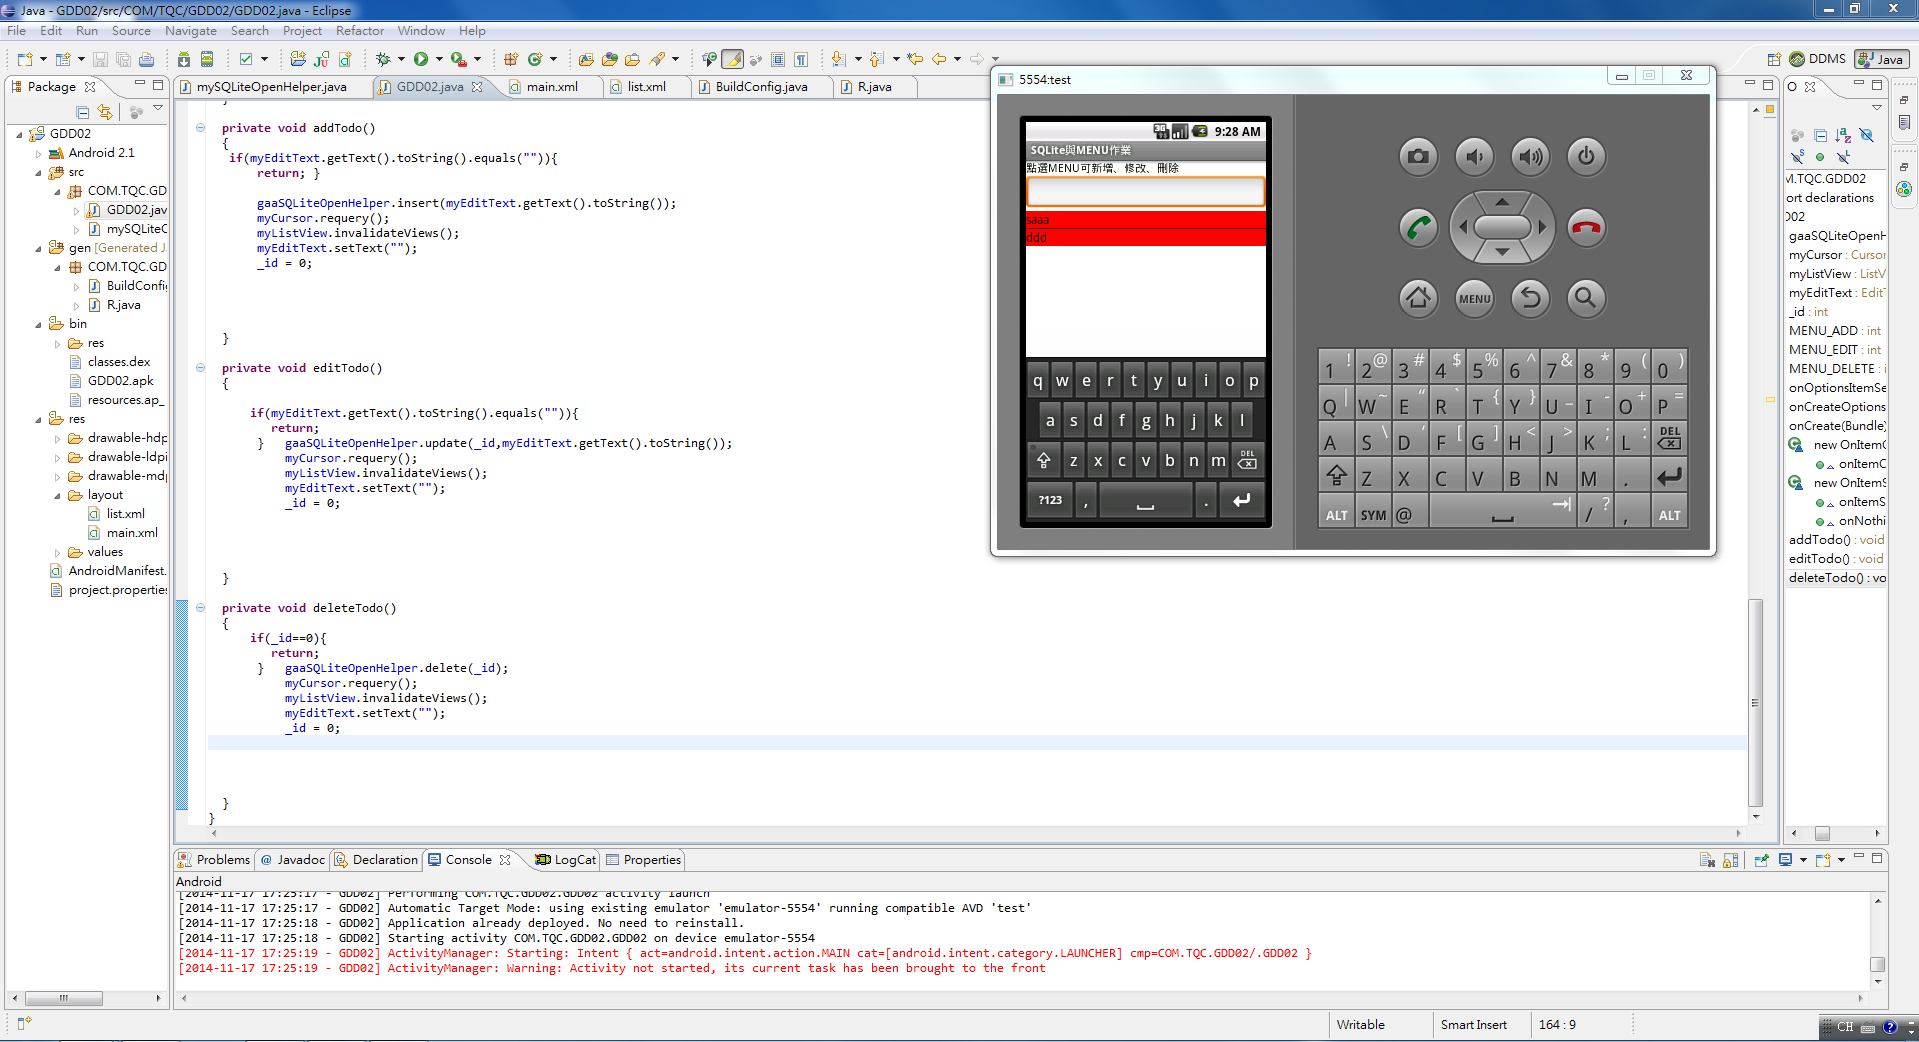 Java - GDD02/src/COM/TQC/GDD02/GDD02.java - Eclipse
File Edit Run Source Navigate Search Project Refactor Window Help
DDMS Java
Package
GDD02
Android 2.1
src
COM.TQC.GD
GDD02.jav
mySQLiteC
gen [Generated J
COM.TQC.GD
BuildConfi
R.java
bin
res
classes.dex
GDD02.apk
resources.ap_
res
drawable-hdp
drawable-ldpi
drawable-mdp
layout
list.xml
main.xml
values
AndroidManifest.
project.propertie
mySQLiteOpenHelper.java GDD02.java main.xml list.xml BuildConfig.java R.java
private void addTodo()
{
if(myEditText.getText().toString().equals("")){
return; }
gaaSQLiteOpenHelper.insert(myEditText.getText().toString());
myCursor.requery();
myListView.invalidateViews();
myEditText.setText("");
_id = 0;
}
private void editTodo()
{
if(myEditText.getText().toString().equals("")){
return;
} gaaSQLiteOpenHelper.update(_id,myEditText.getText().toString());
myCursor.requery();
myListView.invalidateViews();
myEditText.setText("");
_id = 0;
}
private void deleteTodo()
{
if(_id==0){
return;
} gaaSQLiteOpenHelper.delete(_id);
myCursor.requery();
myListView.invalidateViews();
myEditText.setText("");
_id = 0;
}
}
5554:test
3G 9:28 AM
SQLite與MENU作業
點選MENU可新增、修改、刪除
saaa
ddd
q w e r t y u i o p
a s d f g h j k l
z x c v b n m DEL
?123 , .
MENU
1 ! 2 @ 3 # 4 $ 5 % 6 ^ 7 & 8 * 9 ( 0 )
Q | W ~ E “ R ` T { Y } U _ I - O + P =
A S \ D ' F [ G ] H < J > K ; L : DEL
Z X C V B N M .
ALT SYM @ / ? , ALT
O
M.TQC.GDD02
ort declarations
D02
gaaSQLiteOpenH
myCursor : Cursor
myListView : ListV
myEditText : EditT
_id : int
MENU_ADD : int
MENU_EDIT : int
MENU_DELETE : i
onOptionsItemSe
onCreateOptions
onCreate(Bundle)
new OnItemC
onItemC
new OnItemS
onItemS
onNothi
addTodo() : void
editTodo() : void
deleteTodo() : vo
Problems Javadoc Declaration Console LogCat Properties
Android
[2014-11-17 17:25:17 - GDD02] Performing COM.TQC.GDD02.GDD02 activity launch
[2014-11-17 17:25:17 - GDD02] Automatic Target Mode: using existing emulator 'emulator-5554' running compatible AVD 'test'
[2014-11-17 17:25:18 - GDD02] Application already deployed. No need to reinstall.
[2014-11-17 17:25:18 - GDD02] Starting activity COM.TQC.GDD02.GDD02 on device emulator-5554
[2014-11-17 17:25:19 - GDD02] ActivityManager: Starting: Intent { act=android.intent.action.MAIN cat=[android.intent.category.LAUNCHER] cmp=COM.TQC.GDD02/.GDD02 }
[2014-11-17 17:25:19 - GDD02] ActivityManager: Warning: Activity not started, its current task has been brought to the front
Writable Smart Insert 164 : 9
CH